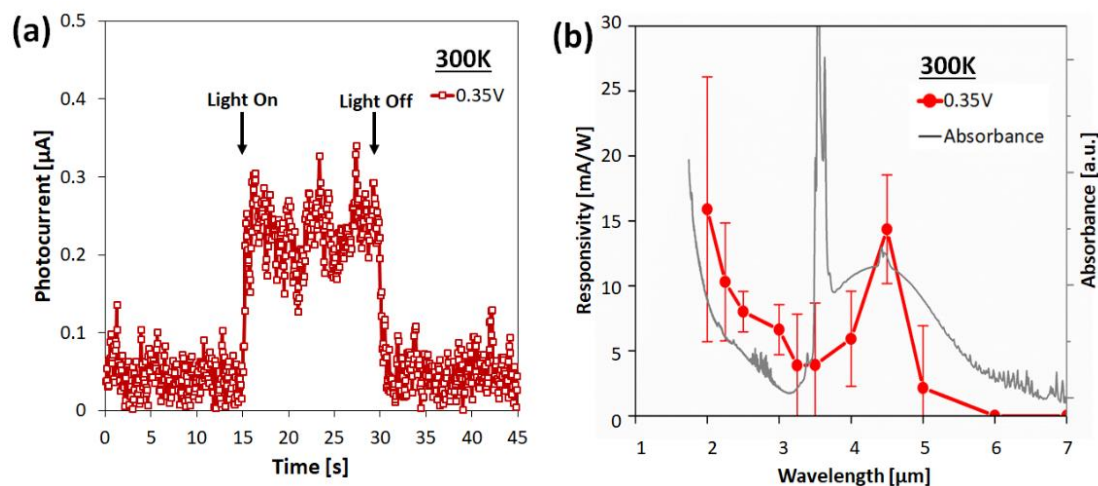 (a)
0.5
0.4
0.3
0.2
0.1
0
Photocurrent [µA]
300K
0.35V
Light On
Light Off
0 5 10 15 20 25 30 35 40 45
Time [s]
(b)
30
25
20
15
10
5
0
Responsivity [mA/W]
300K
0.35V
Absorbance
Absorbance [a.u.]
1 2 3 4 5 6 7
Wavelength [µm]